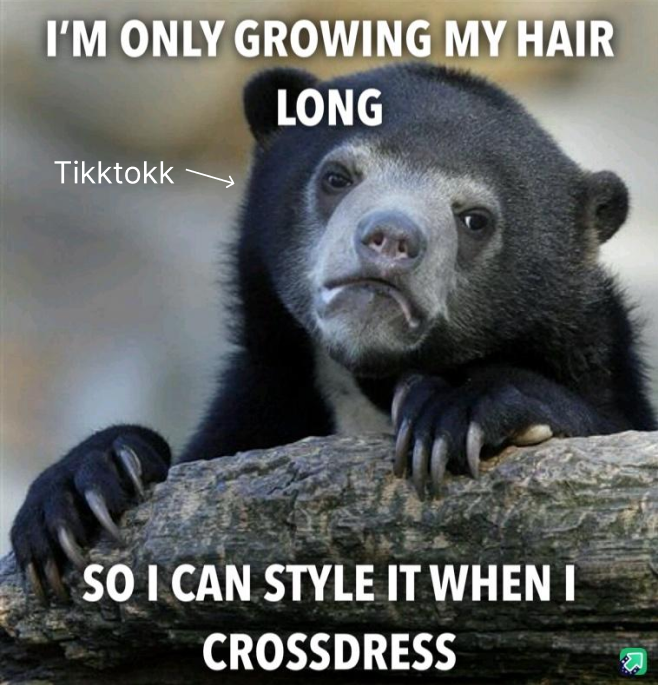 I'M ONLY GROWING MY HAIR
LONG
Tikktokk
SO I CAN STYLE IT WHEN I
CROSSDRESS